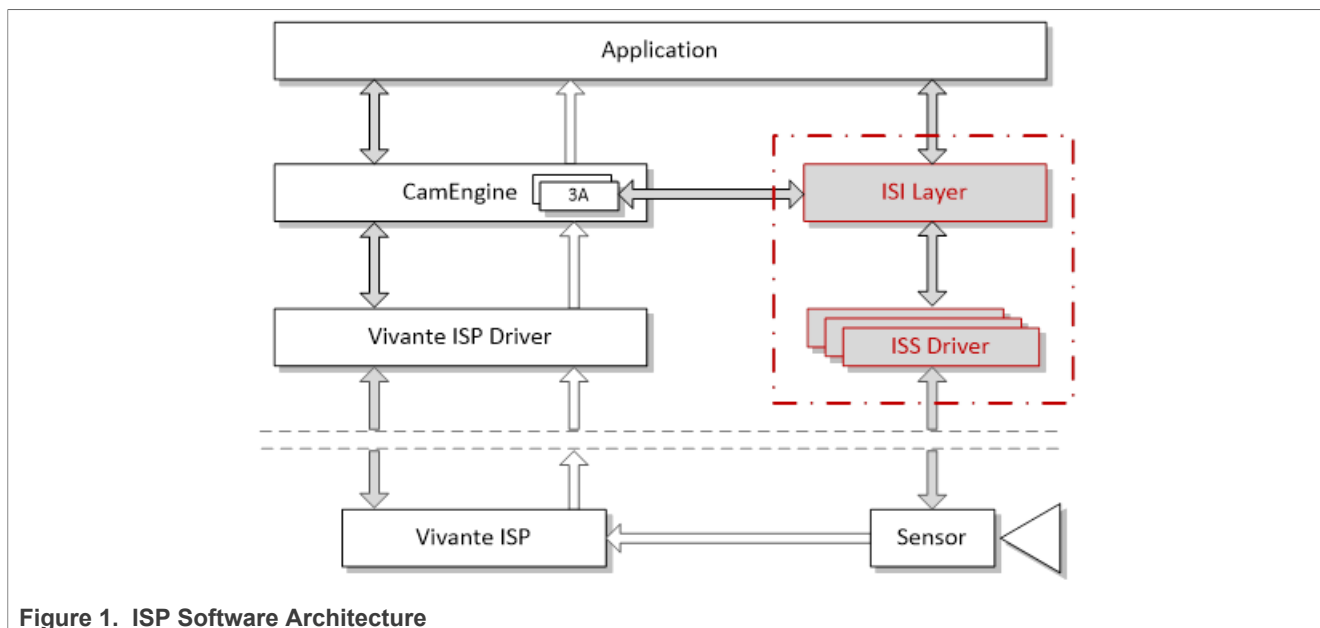 Application
CamEngine
3A
ISI Layer
Vivante ISP Driver
ISS Driver
Vivante ISP
Sensor
Figure 1. ISP Software Architecture